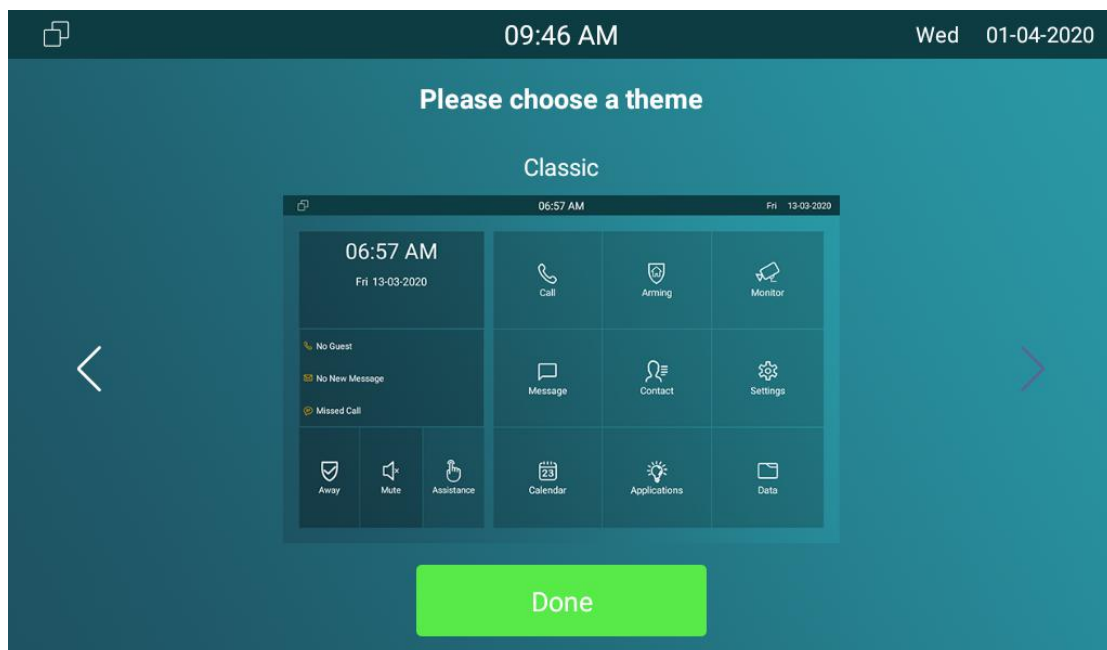 09:46 AM Wed 01-04-2020
Please choose a theme
Classic
06:57 AM Fri 13-03-2020
06:57 AM
Fri 13-03-2020
Call Arming Monitor
No Guest
No New Message
Missed Call
Message Contact Settings
Away Mute Assistance
23
Calendar Applications Data
Done